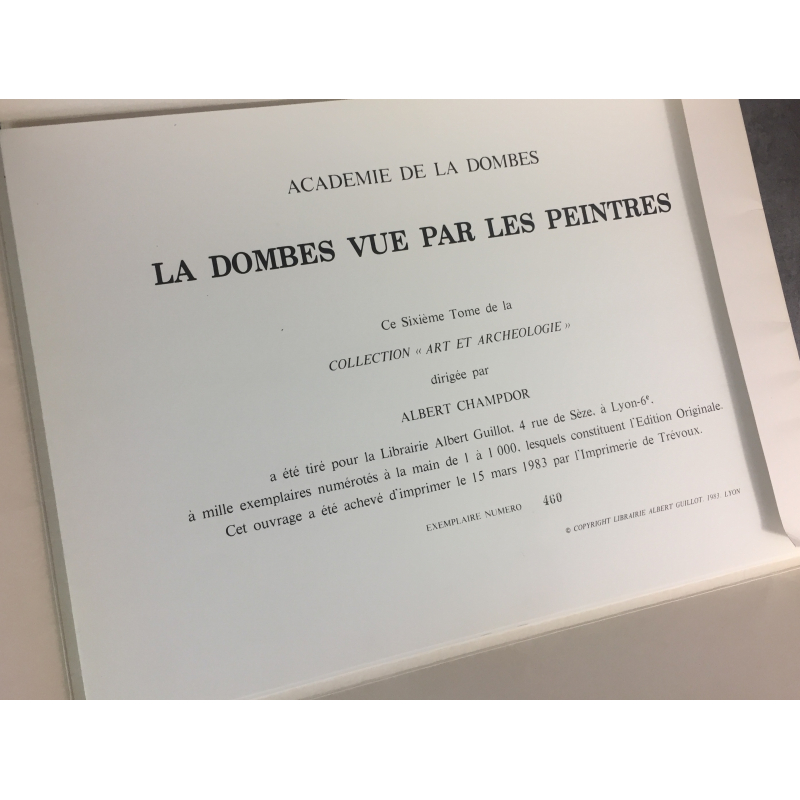 ACADEMIE DE LA DOMBES
LA DOMBES VUE PAR LES PEINTRES
Ce Sixième Tome de la
COLLECTION « ART ET ARCHEOLOGIE »
dirigée par
ALBERT CHAMPDOR
a été tiré pour la Librairie Albert Guillot, 4 rue de Sèze, à Lyon-6e,
à mille exemplaires numérotés à la main de 1 à 1 000, lesquels constituent l'Edition Originale.
Cet ouvrage a été achevé d'imprimer le 15 mars 1983 par l'Imprimerie de Trévoux.
EXEMPLAIRE NUMERO 460
© COPYRIGHT LIBRAIRIE ALBERT GUILLOT. 1983. LYON